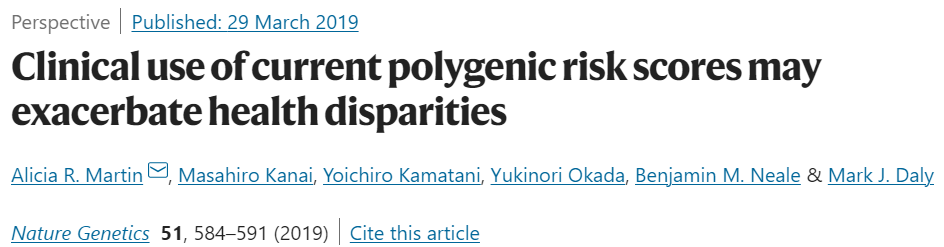 Perspective | Published: 29 March 2019
Clinical use of current polygenic risk scores may
exacerbate health disparities
Alicia R. Martin, Masahiro Kanai, Yoichiro Kamatani, Yukinori Okada, Benjamin M. Neale & Mark J. Daly
Nature Genetics 51, 584–591 (2019) | Cite this article